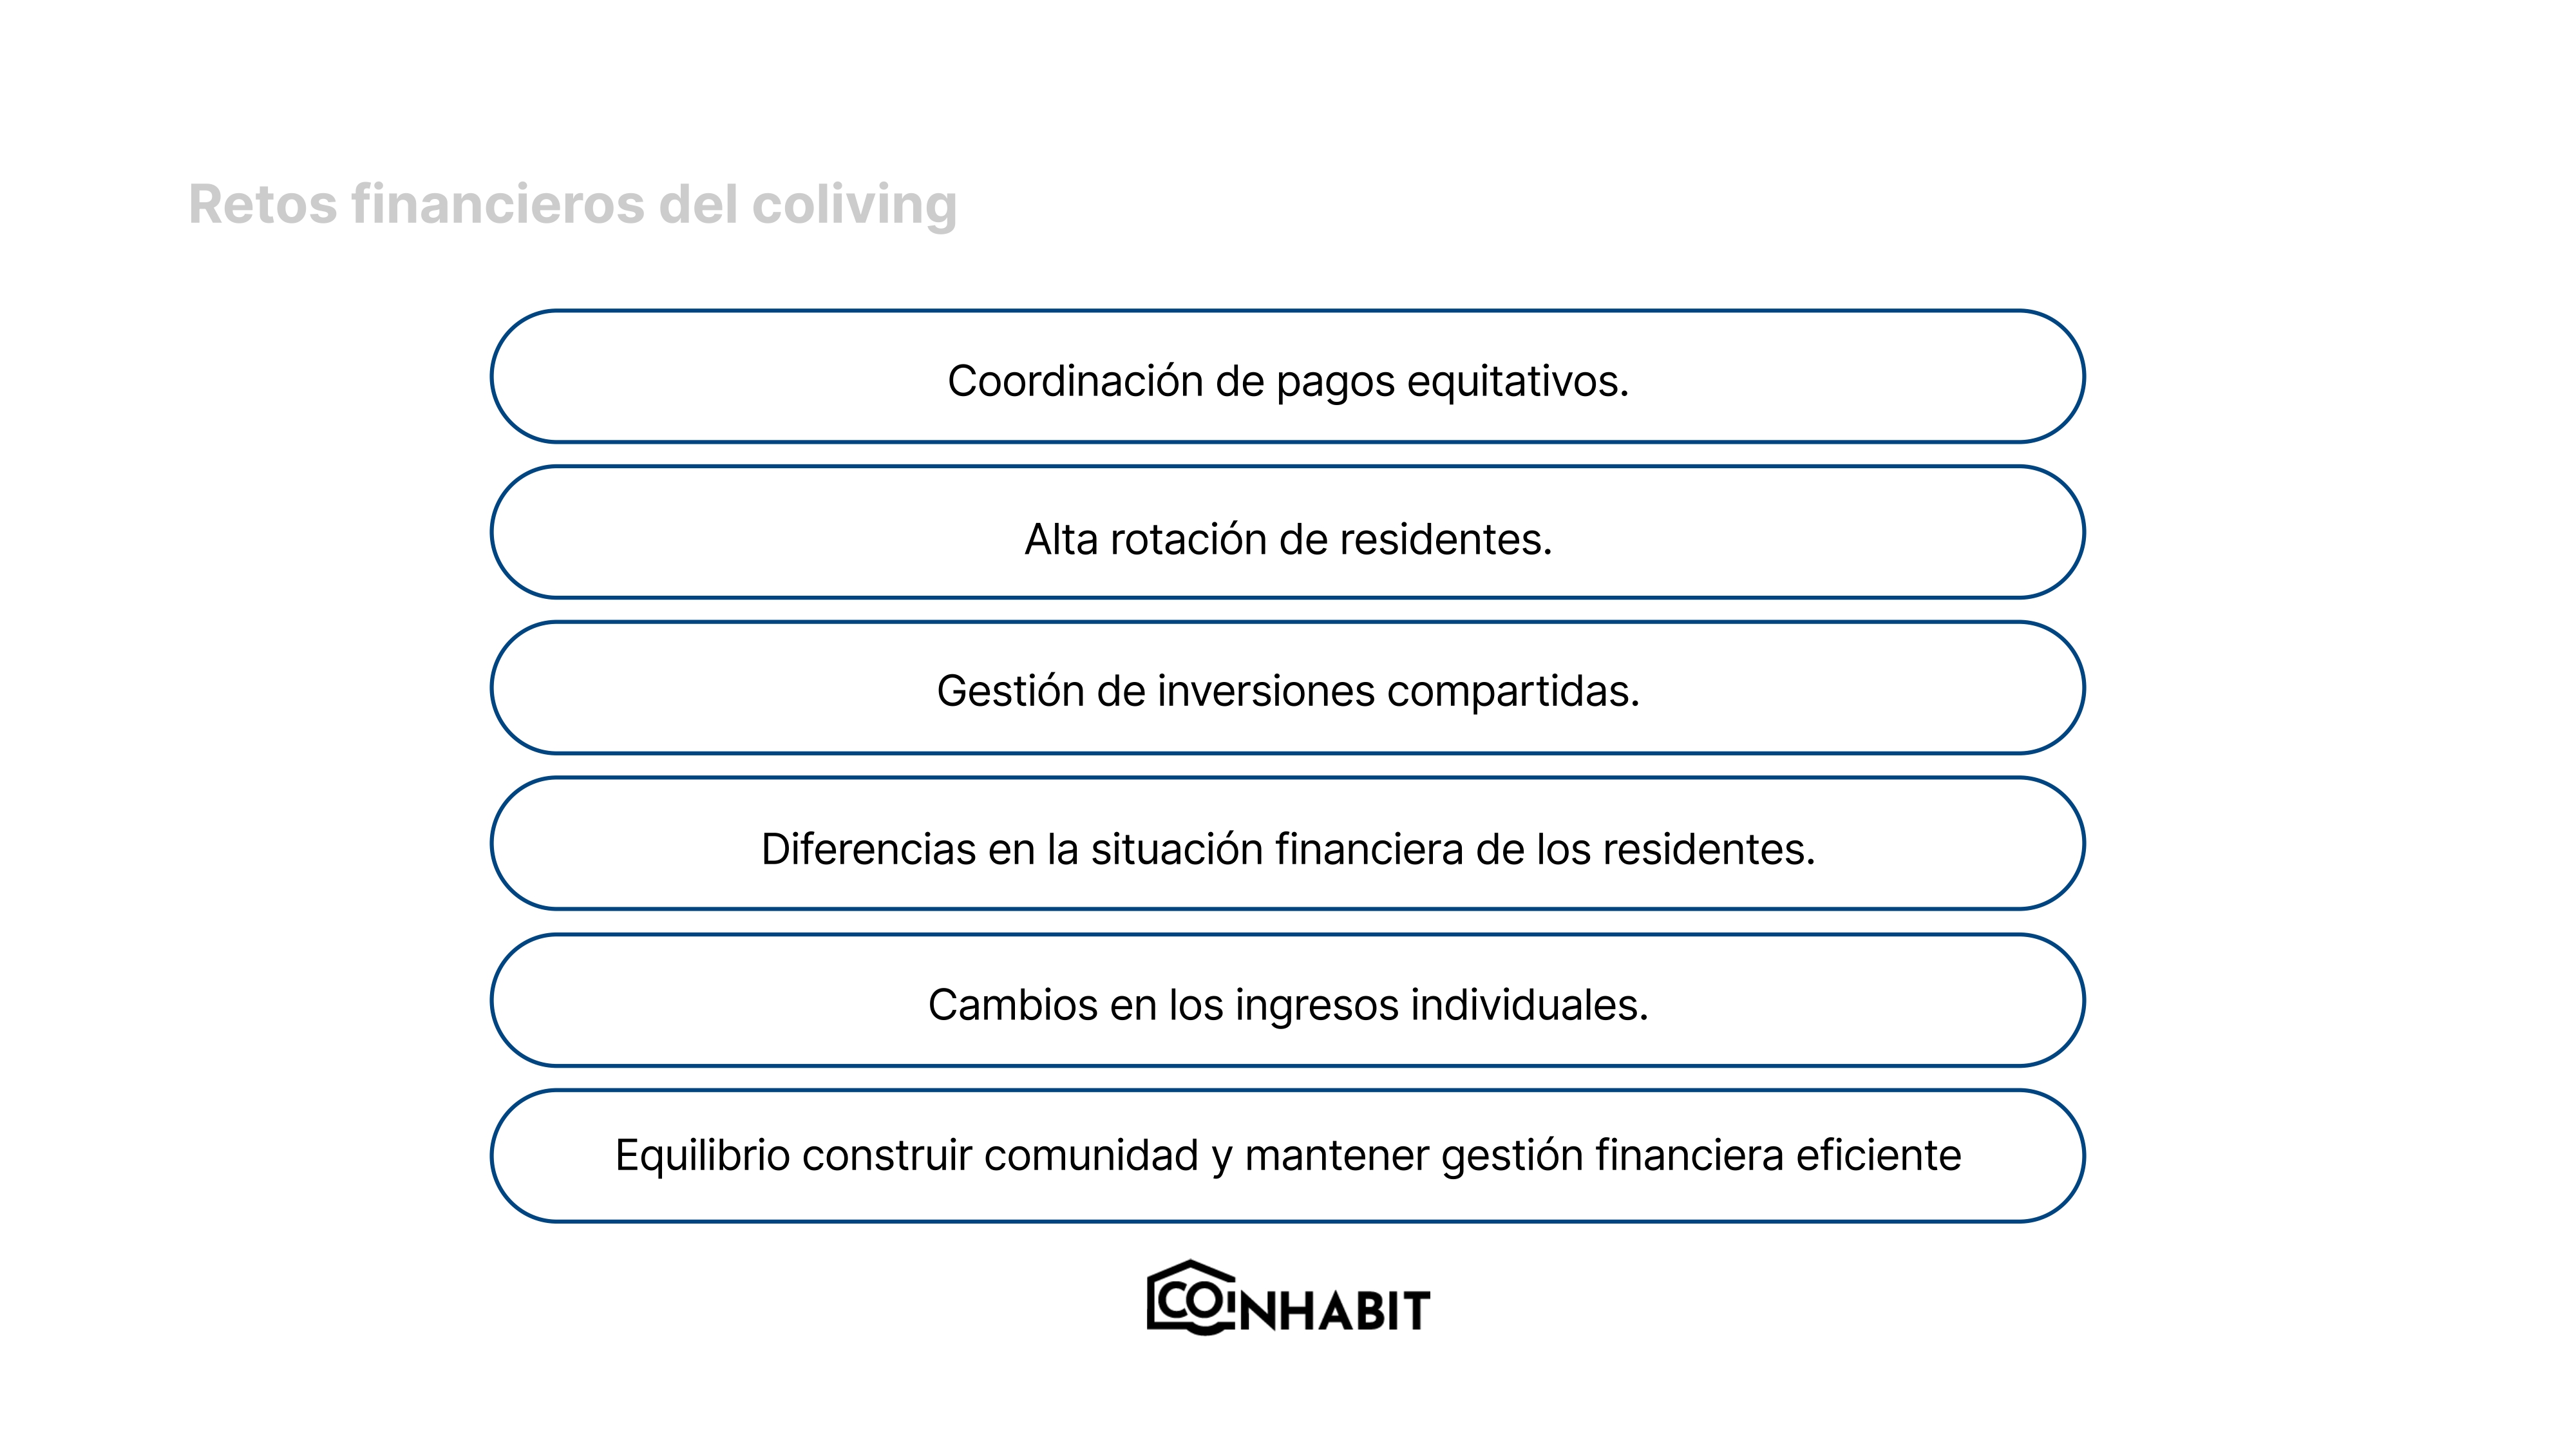 Retos financieros del coliving
Coordinación de pagos equitativos.
Alta rotación de residentes.
Gestión de inversiones compartidas.
Diferencias en la situación financiera de los residentes.
Cambios en los ingresos individuales.
Equilibrio construir comunidad y mantener gestión financiera eficiente
COINHABIT